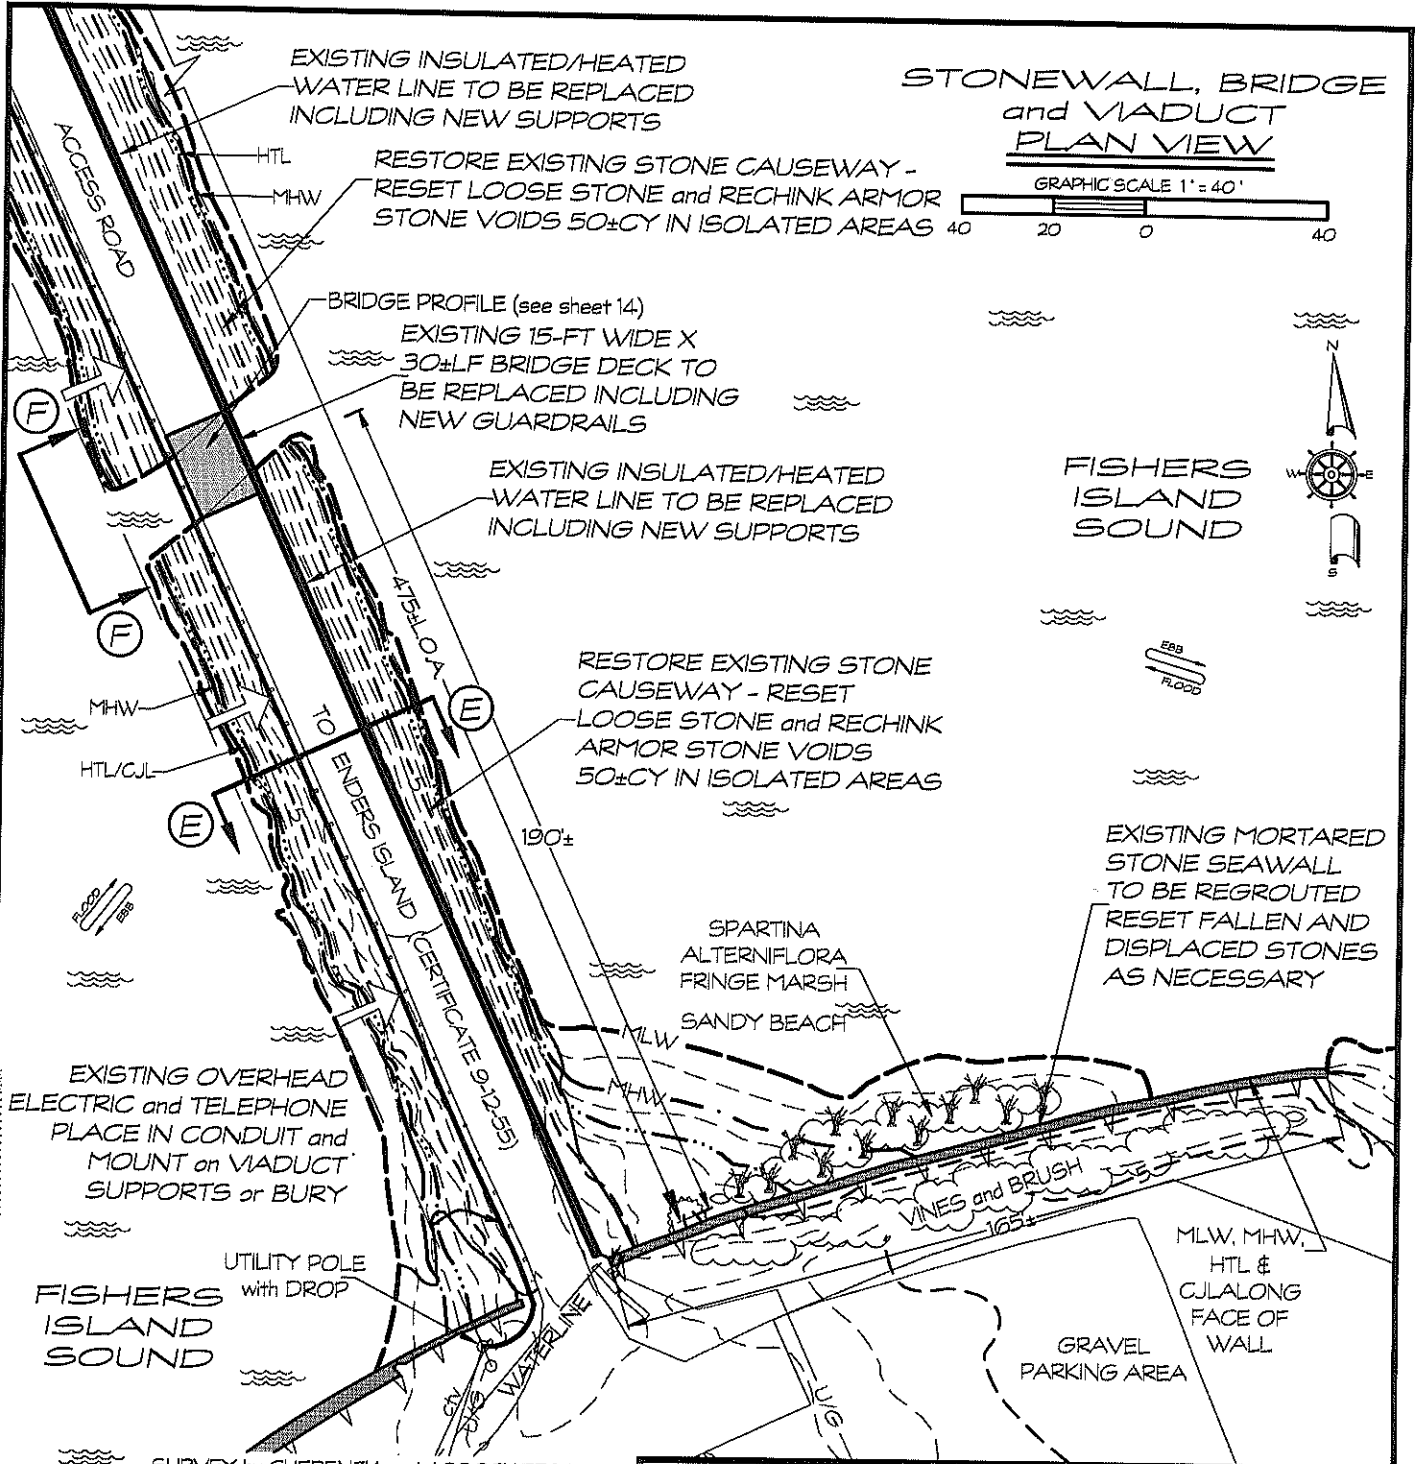 STONEWALL, BRIDGE
and VIADUCT
PLAN VIEW
GRAPHIC SCALE 1" = 40'
40 20 0 40
EXISTING INSULATED/HEATED
WATER LINE TO BE REPLACED
INCLUDING NEW SUPPORTS
ACCESS ROAD
HTL
MHW
RESTORE EXISTING STONE CAUSEWAY -
RESET LOOSE STONE and RECHINK ARMOR
STONE VOIDS 50±CY IN ISOLATED AREAS
BRIDGE PROFILE (see sheet 14)
EXISTING 15-FT WIDE X
30±LF BRIDGE DECK TO
BE REPLACED INCLUDING
NEW GUARDRAILS
F
F
N
W E
S
FISHERS
ISLAND
SOUND
EXISTING INSULATED/HEATED
WATER LINE TO BE REPLACED
INCLUDING NEW SUPPORTS
475±L.O.A.
EBB
FLOOD
RESTORE EXISTING STONE
CAUSEWAY - RESET
LOOSE STONE and RECHINK
ARMOR STONE VOIDS
50±CY IN ISOLATED AREAS
MHW
HTL/CJL
E
E
5
5
TO ENDERS ISLAND (CERTIFICATE 9-12-55)
190'±
FLOOD
EBB
EXISTING MORTARED
STONE SEAWALL
TO BE REGROUTED
RESET FALLEN AND
DISPLACED STONES
AS NECESSARY
SPARTINA
ALTERNIFLORA
FRINGE MARSH
SANDY BEACH
MLW
MHW
EXISTING OVERHEAD
ELECTRIC and TELEPHONE
PLACE IN CONDUIT and
MOUNT on VIADUCT
SUPPORTS or BURY
VINES and BRUSH
5
165±
UTILITY POLE
with DROP
FISHERS
ISLAND
SOUND
WATERLINE
ctv
U/G
U/G
MLW, MHW,
HTL &
CJLALONG
FACE OF
WALL
GRAVEL
PARKING AREA